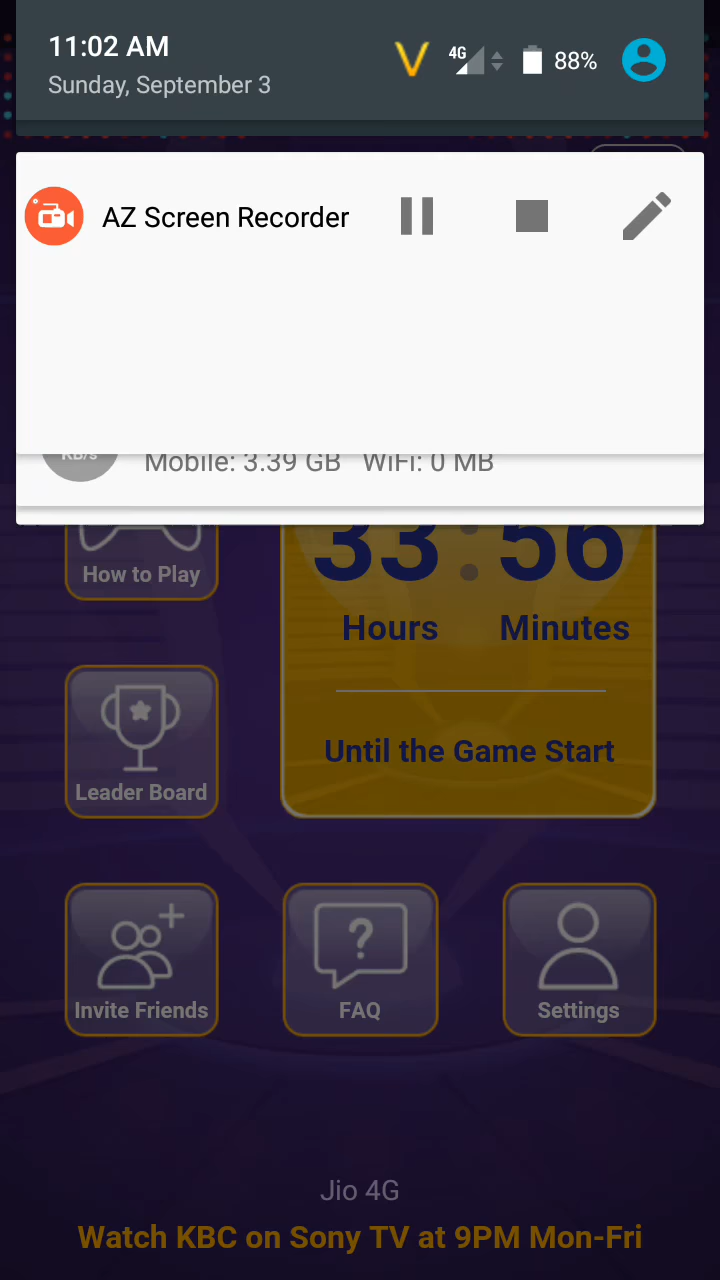 11:02 AM
4G
88%
Sunday, September 3
AZ Screen Recorder
KB/s
Mobile: 3.39 GB WiFi: 0 MB
33:56
How to Play
Hours Minutes
Until the Game Start
Leader Board
Invite Friends
FAQ
Settings
Jio 4G
Watch KBC on Sony TV at 9PM Mon-Fri